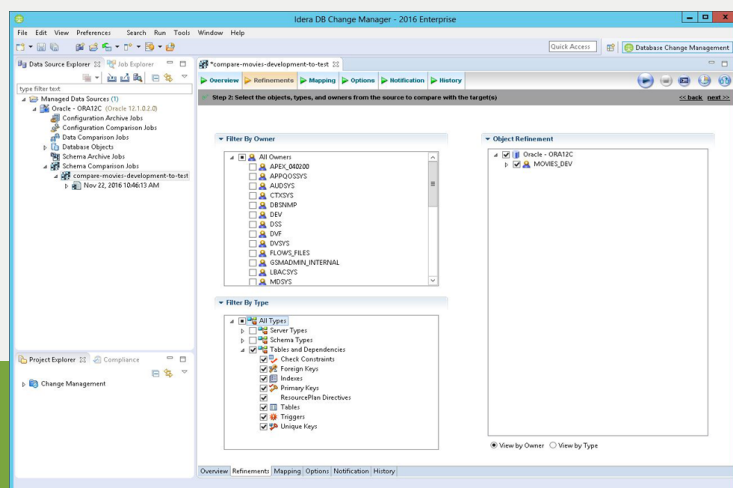 Idera DB Change Manager - 2016 Enterprise
File Edit View Preferences Search Run Tools Window Help
Quick Access
Database Change Management
Data Source Explorer
Job Explorer
type filter text
Managed Data Sources (1)
Oracle - ORA12C (Oracle 12.1.0.2.0)
Configuration Archive Jobs
Configuration Comparison Jobs
Data Comparison Jobs
Database Objects
Schema Archive Jobs
Schema Comparison Jobs
compare-movies-development-to-test
Nov 22, 2016 10:46:13 AM
Project Explorer
Compliance
Change Management
*compare-movies-development-to-test
Overview Refinements Mapping Options Notification History
Step 2: Select the objects, types, and owners from the source to compare with the target(s)
<< back next >>
Filter By Owner
All Owners
APEX_040200
APPQOSSYS
AUDSYS
CTXSYS
DBSNMP
DEV
DSS
DVF
DVSYS
FLOWS_FILES
GSMADMIN_INTERNAL
LBACSYS
MDSYS
Filter By Type
All Types
Server Types
Schema Types
Tables and Dependencies
Check Constraints
Foreign Keys
Indexes
Primary Keys
ResourcePlan Directives
Tables
Triggers
Unique Keys
Object Refinement
Oracle - ORA12C
MOVIES_DEV
View by Owner View by Type
Overview Refinements Mapping Options Notification History